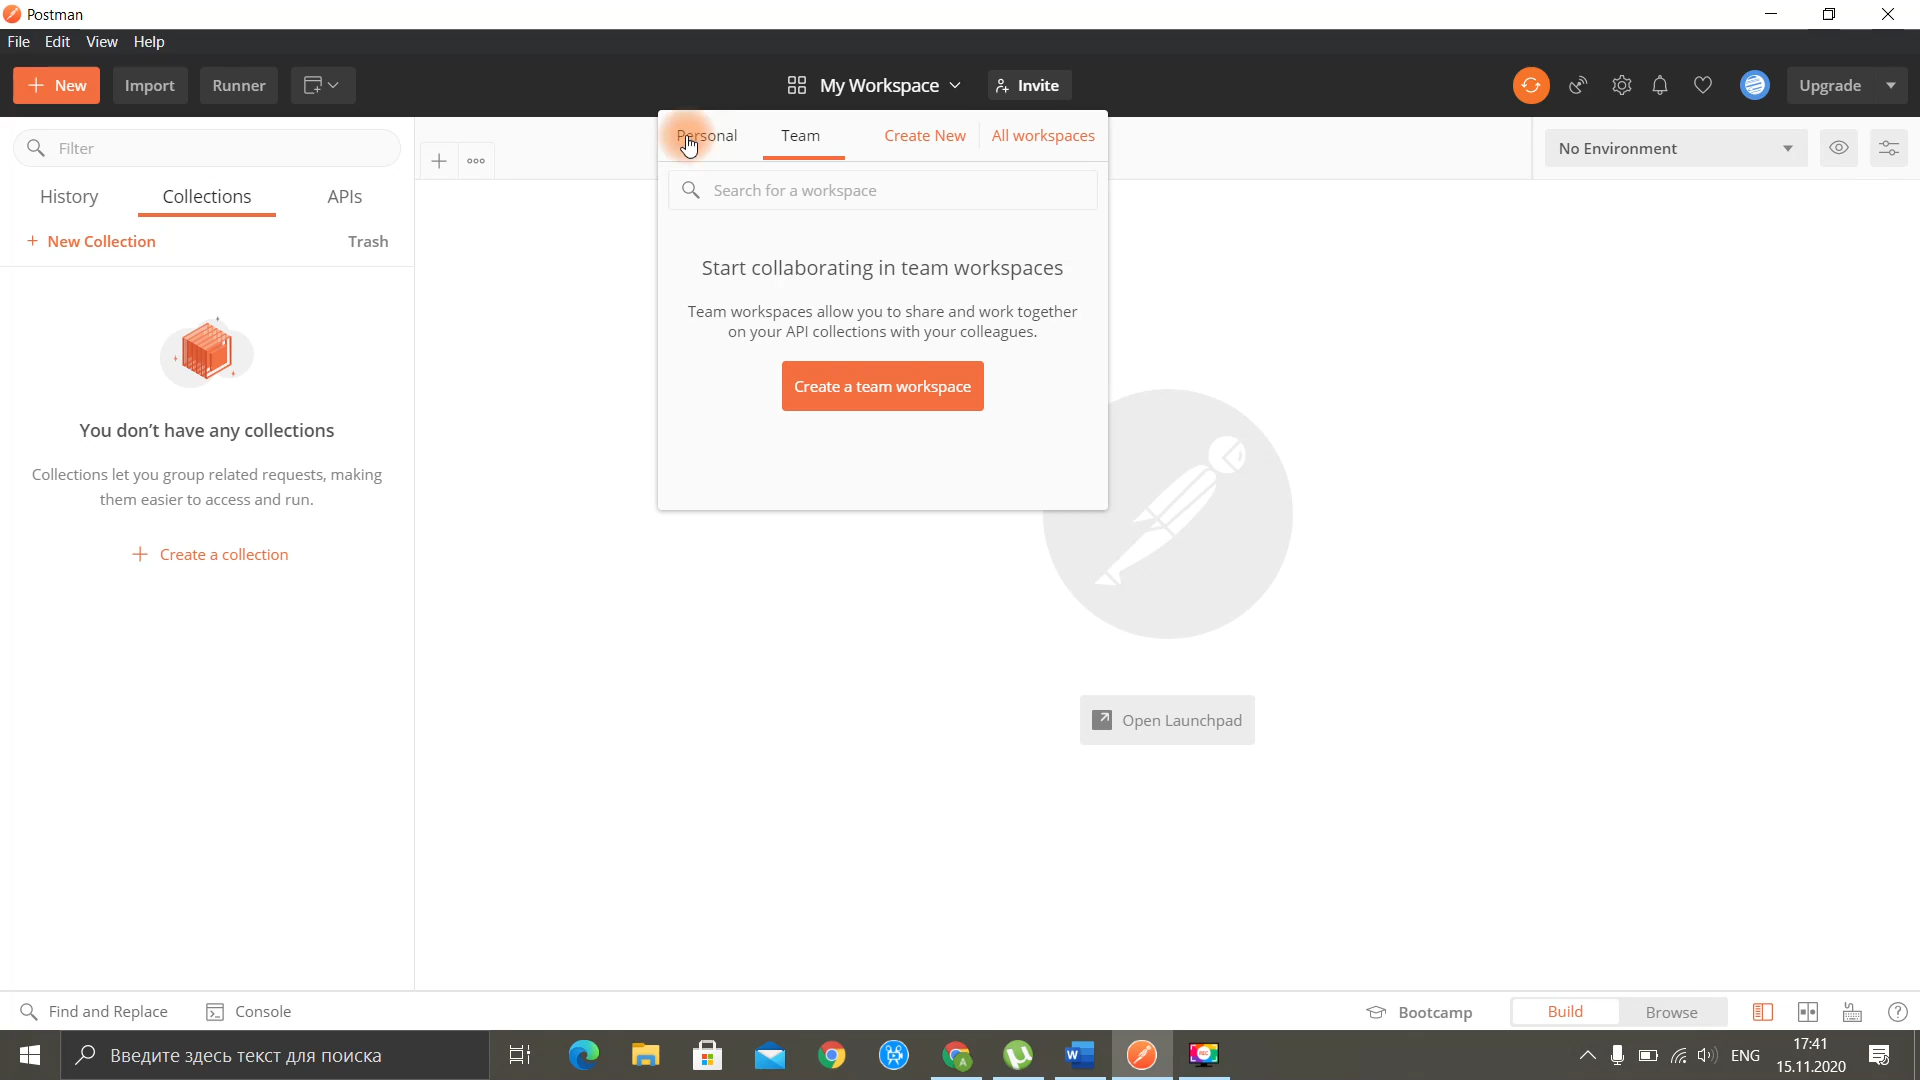 Postman
File Edit View Help
New Import Runner My Workspace Invite Upgrade
Filter
History Collections APIs
New Collection Trash
You don't have any collections
Collections let you group related requests, making
them easier to access and run.
Create a collection
Personal Team Create New All workspaces
Search for a workspace
Start collaborating in team workspaces
Team workspaces allow you to share and work together
on your API collections with your colleagues.
Create a team workspace
No Environment
Open Launchpad
Find and Replace Console Bootcamp Build Browse
Введите здесь текст для поиска
ENG
17:41
15.11.2020